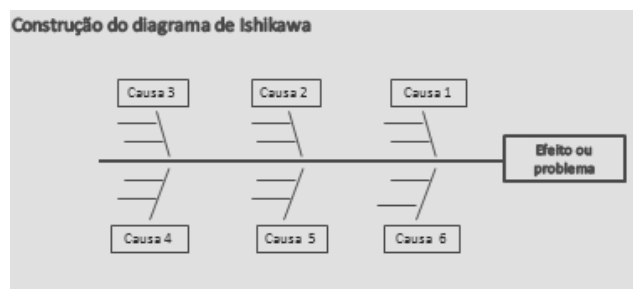 Construção do diagrama de Ishikawa
Causa 3
Causa 2
Causa 1
Efeito ou
problema
Causa 4
Causa 5
Causa 6